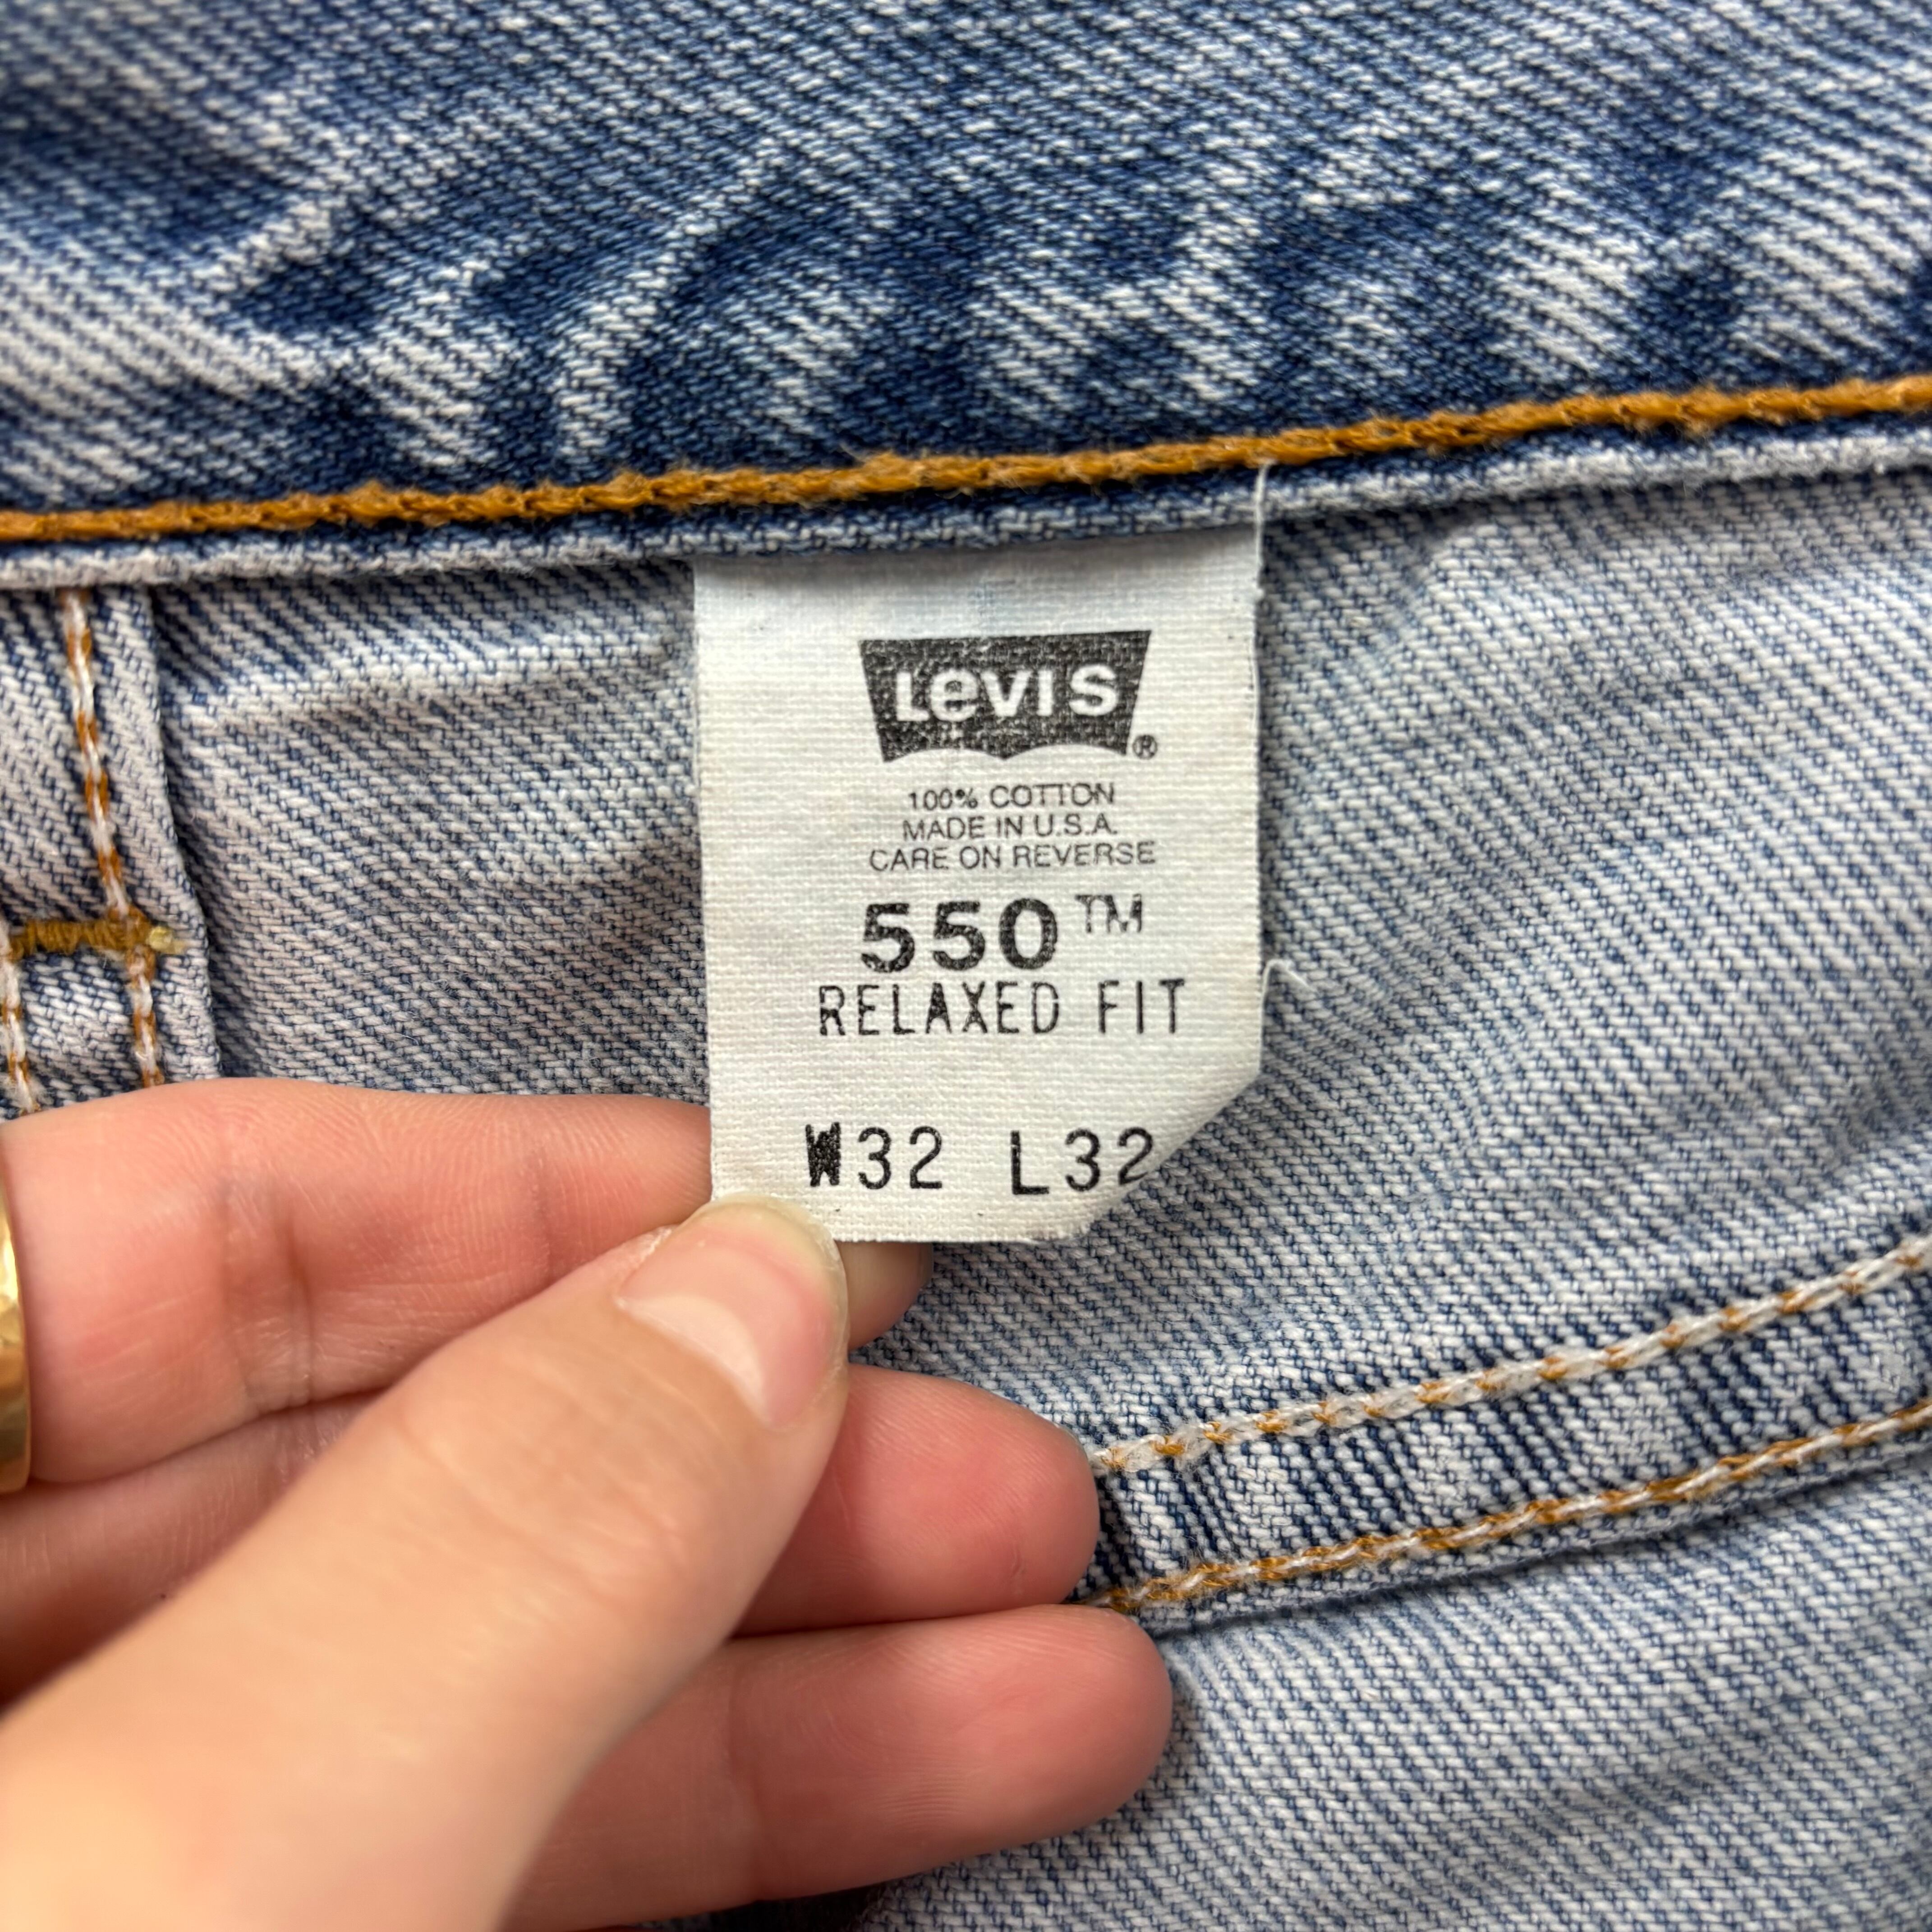 Levi's®
100% COTTON
MADE IN U.S.A.
CARE ON REVERSE
550™
RELAXED FIT
W32 L32